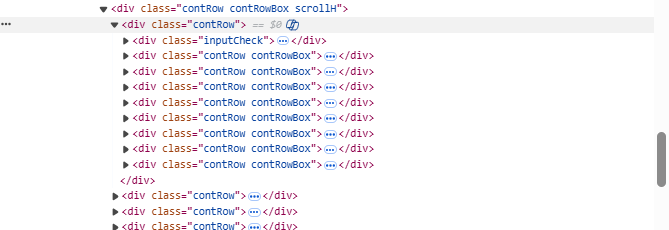 ▼<div class="contRow contRowBox scrollH">
··· ▼<div class="contRow"> == $0
▶<div class="inputCheck">···</div>
▶<div class="contRow contRowBox">···</div>
▶<div class="contRow contRowBox">···</div>
▶<div class="contRow contRowBox">···</div>
▶<div class="contRow contRowBox">···</div>
▶<div class="contRow contRowBox">···</div>
▶<div class="contRow contRowBox">···</div>
▶<div class="contRow contRowBox">···</div>
▶<div class="contRow contRowBox">···</div>
</div>
▶<div class="contRow">···</div>
▶<div class="contRow">···</div>
▶<div class="contRow">···</div>